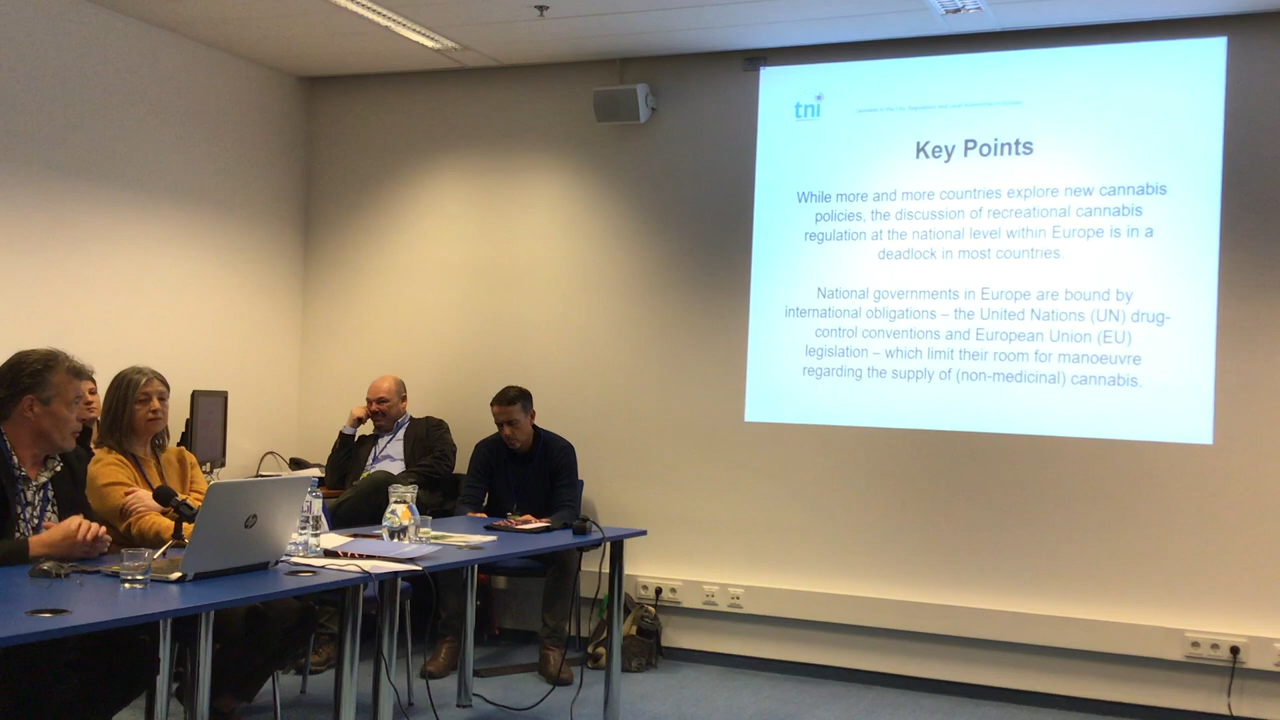 tni
Key Points
While more and more countries explore new cannabis
policies, the discussion of recreational cannabis
regulation at the national level within Europe is in a
deadlock in most countries
National governments in Europe are bound by
international obligations – the United Nations (UN) drug-
control conventions and European Union (EU)
legislation – which limit their room for manoeuvre
regarding the supply of (non-medicinal) cannabis.
hp